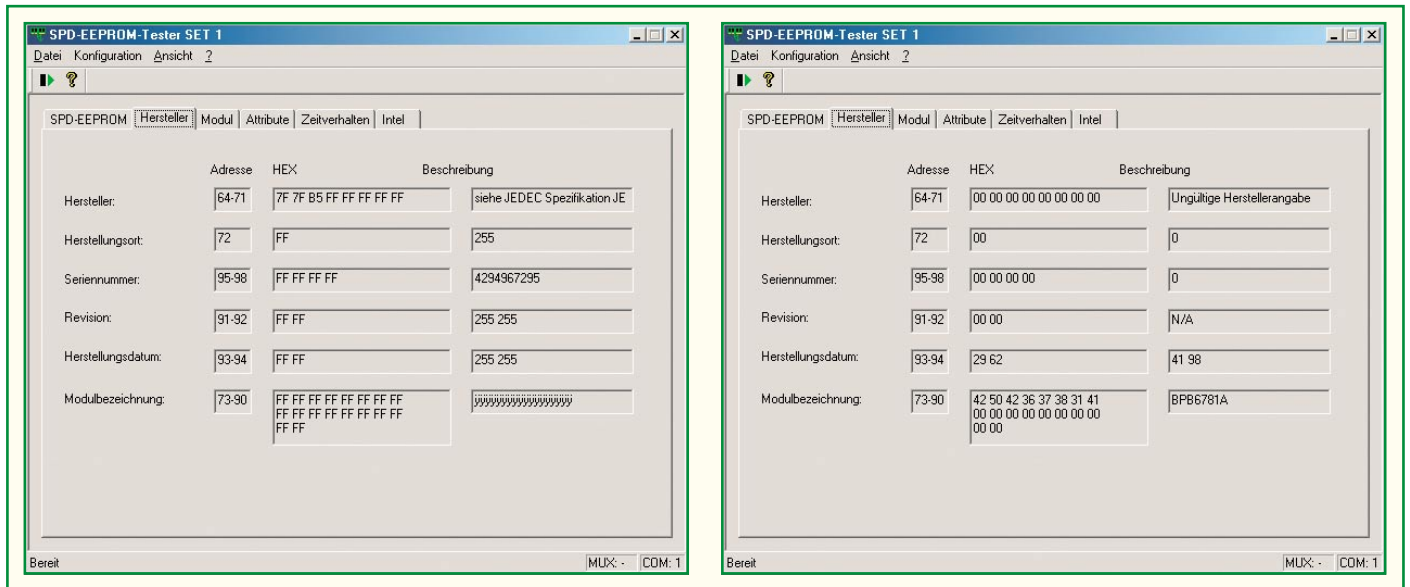 SPD-EEPROM-Tester SET 1
Datei Konfiguration Ansicht ?
SPD-EEPROM Hersteller Modul Attribute Zeitverhalten Intel
Adresse HEX Beschreibung
Hersteller: 64-71 7F 7F B5 FF FF FF FF FF siehe JEDEC Spezifikation JE
Herstellungsort: 72 FF 255
Seriennummer: 95-98 FF FF FF FF 4294967295
Revision: 91-92 FF FF 255 255
Herstellungsdatum: 93-94 FF FF 255 255
Modulbezeichnung: 73-90 FF FF FF FF FF FF FF FF ÿÿÿÿÿÿÿÿÿÿÿÿÿÿÿÿÿÿ
FF FF FF FF FF FF FF FF
FF FF
Bereit MUX: - COM: 1
SPD-EEPROM-Tester SET 1
Datei Konfiguration Ansicht ?
SPD-EEPROM Hersteller Modul Attribute Zeitverhalten Intel
Adresse HEX Beschreibung
Hersteller: 64-71 00 00 00 00 00 00 00 00 Ungültige Herstellerangabe
Herstellungsort: 72 00 0
Seriennummer: 95-98 00 00 00 00 0
Revision: 91-92 00 00 N/A
Herstellungsdatum: 93-94 29 62 41 98
Modulbezeichnung: 73-90 42 50 42 36 37 38 31 41 BPB6781A
00 00 00 00 00 00 00 00
00 00
Bereit MUX: - COM: 1